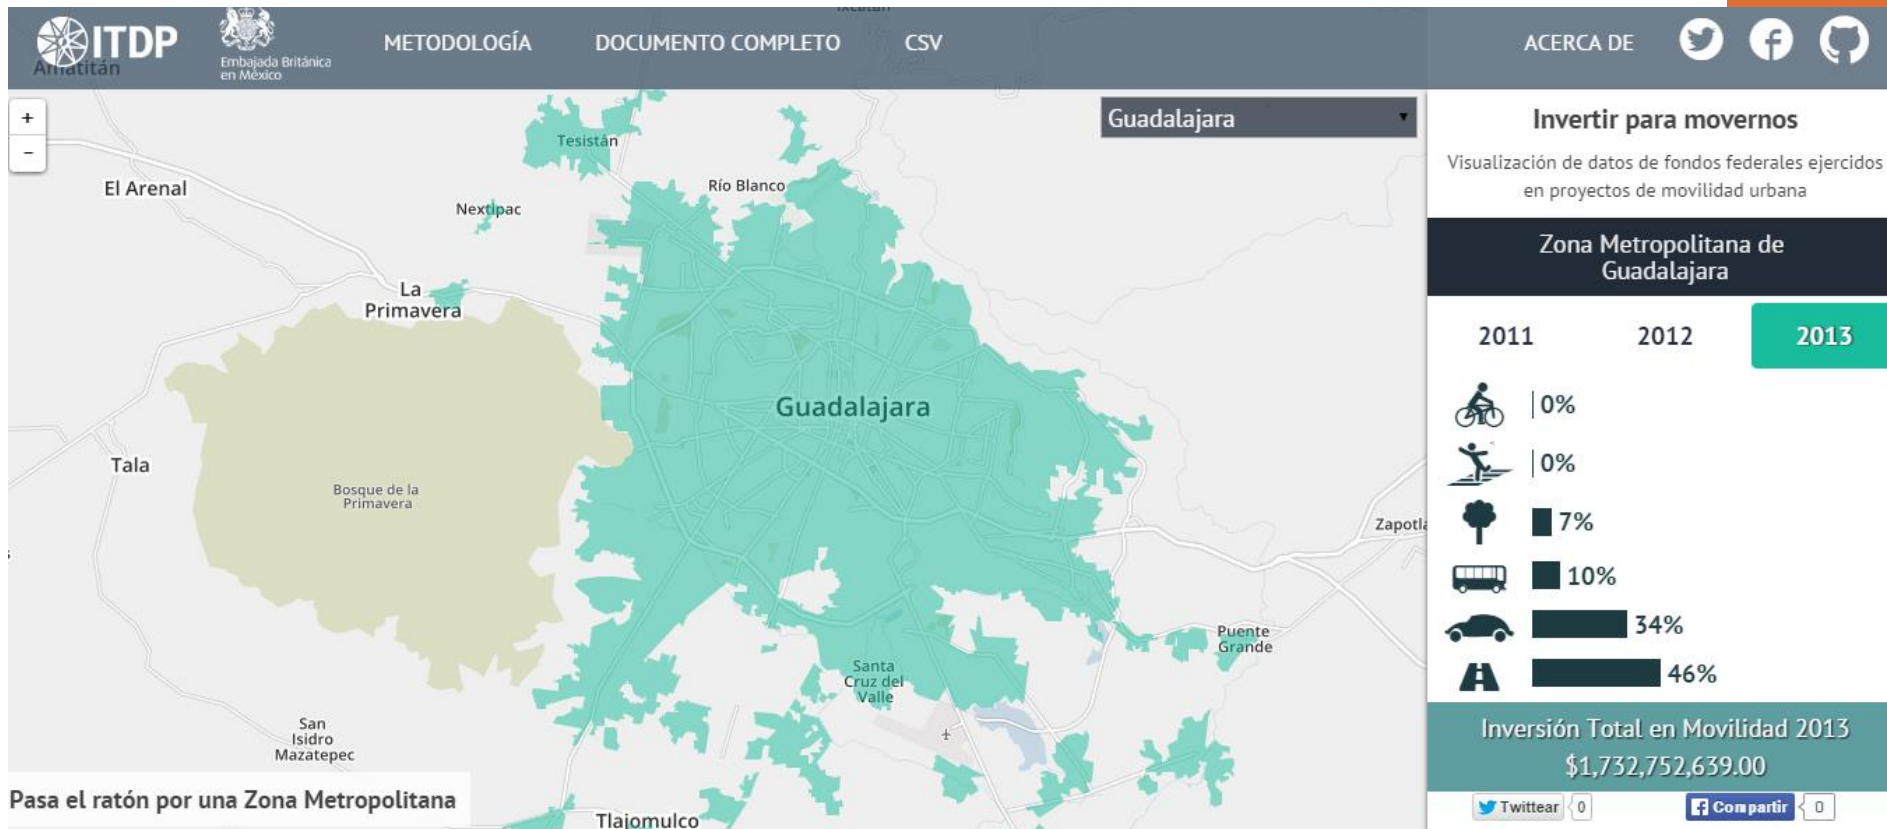 Ixcatán
ITDP
Embajada Británica
en México
METODOLOGÍA
DOCUMENTO COMPLETO
CSV
ACERCA DE
Amatitán
+
−
Guadalajara
Tesistán
El Arenal
Río Blanco
Nextipac
La
Primavera
Guadalajara
Tala
Bosque de la
Primavera
Zapotla
Puente
Grande
Santa
Cruz del
Valle
San
Isidro
Mazatepec
Pasa el ratón por una Zona Metropolitana
Tlajomulco
Invertir para movernos
Visualización de datos de fondos federales ejercidos
en proyectos de movilidad urbana
Zona Metropolitana de
Guadalajara
2011 2012 2013
0%
0%
7%
10%
34%
46%
Inversión Total en Movilidad 2013
$1,732,752,639.00
Twittear 0
Compartir 0